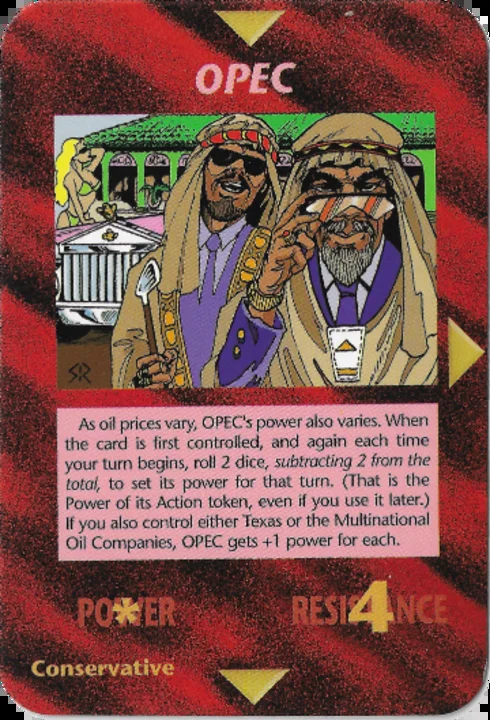 OPEC
SR
As oil prices vary, OPEC's power also varies. When
the card is first controlled, and again each time
your turn begins, roll 2 dice, subtracting 2 from the
total, to set its power for that turn. (That is the
Power of its Action token, even if you use it later.)
If you also control either Texas or the Multinational
Oil Companies, OPEC gets +1 power for each.
POWER * RESISTANCE 4
Conservative